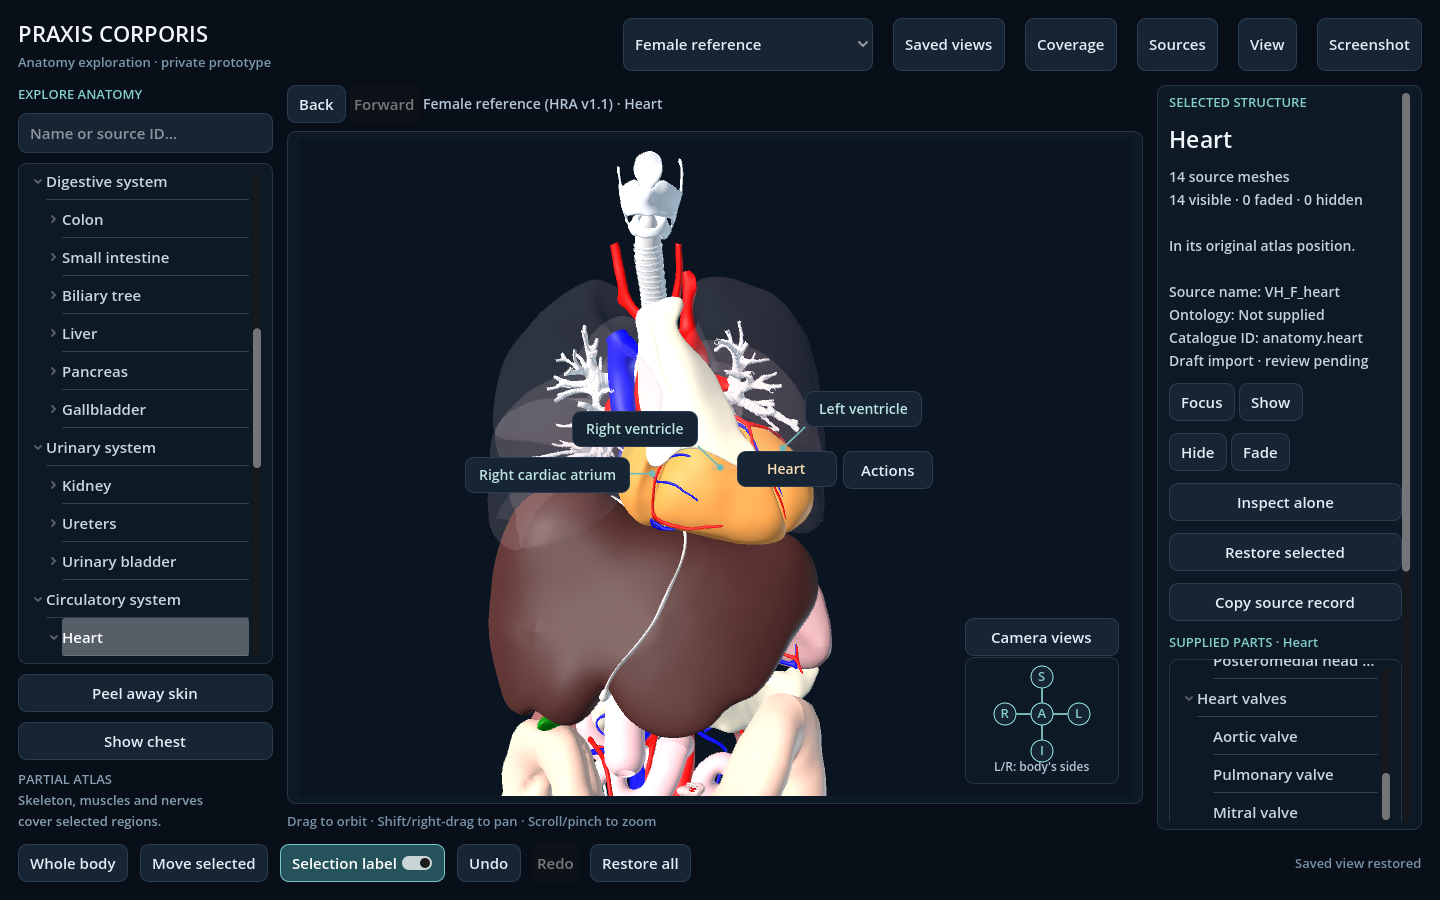 PRAXIS CORPORIS
Anatomy exploration · private prototype
Female reference
Saved views
Coverage
Sources
View
Screenshot
EXPLORE ANATOMY
Name or source ID...
Digestive system
Colon
Small intestine
Biliary tree
Liver
Pancreas
Gallbladder
Urinary system
Kidney
Ureters
Urinary bladder
Circulatory system
Heart
Peel away skin
Show chest
PARTIAL ATLAS
Skeleton, muscles and nerves
cover selected regions.
Back
Forward
Female reference (HRA v1.1) · Heart
Left ventricle
Right ventricle
Right cardiac atrium
Heart
Actions
Camera views
S
R
A
L
I
L/R: body's sides
Drag to orbit · Shift/right-drag to pan · Scroll/pinch to zoom
SELECTED STRUCTURE
Heart
14 source meshes
14 visible · 0 faded · 0 hidden
In its original atlas position.
Source name: VH_F_heart
Ontology: Not supplied
Catalogue ID: anatomy.heart
Draft import · review pending
Focus
Show
Hide
Fade
Inspect alone
Restore selected
Copy source record
SUPPLIED PARTS · Heart
Posteromedial head ...
Heart valves
Aortic valve
Pulmonary valve
Mitral valve
Whole body
Move selected
Selection label
Undo
Redo
Restore all
Saved view restored